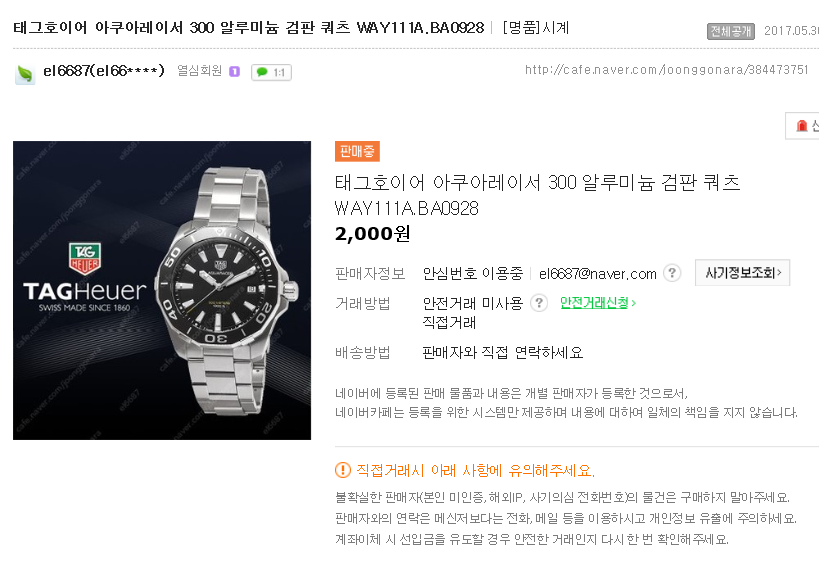 태그호이어 아쿠아레이서 300 알루미늄 검판 쿼츠 WAY111A.BA0928 | [명품]시계
전체공개 2017.05.30
el6687(el66****) 열심회원 1 1:1
http://cafe.naver.com/joonggonara/384473751
판매중
태그호이어 아쿠아레이서 300 알루미늄 검판 쿼츠
WAY111A.BA0928
2,000원
판매자정보 안심번호 이용중 | el6687@naver.com ? 사기정보조회>
거래방법 안전거래 미사용 ? 안전거래신청 >
직접거래
배송방법 판매자와 직접 연락하세요
네이버에 등록된 판매 물품과 내용은 개별 판매자가 등록한 것으로서,
네이버카페는 등록을 위한 시스템만 제공하며 내용에 대하여 일체의 책임을 지지 않습니다.
직접거래시 아래 사항에 유의해주세요.
불확실한 판매자(본인 미인증, 해외IP, 사기의심 전화번호)의 물건은 구매하지 말아주세요.
판매자와의 연락은 메신저보다는 전화, 메일 등을 이용하시고 개인정보 유출에 주의하세요.
계좌이체 시 선입금을 유도할 경우 안전한 거래인지 다시 한 번 확인해주세요.
TAG
HEUER
TAGHeuer
SWISS MADE SINCE 1860